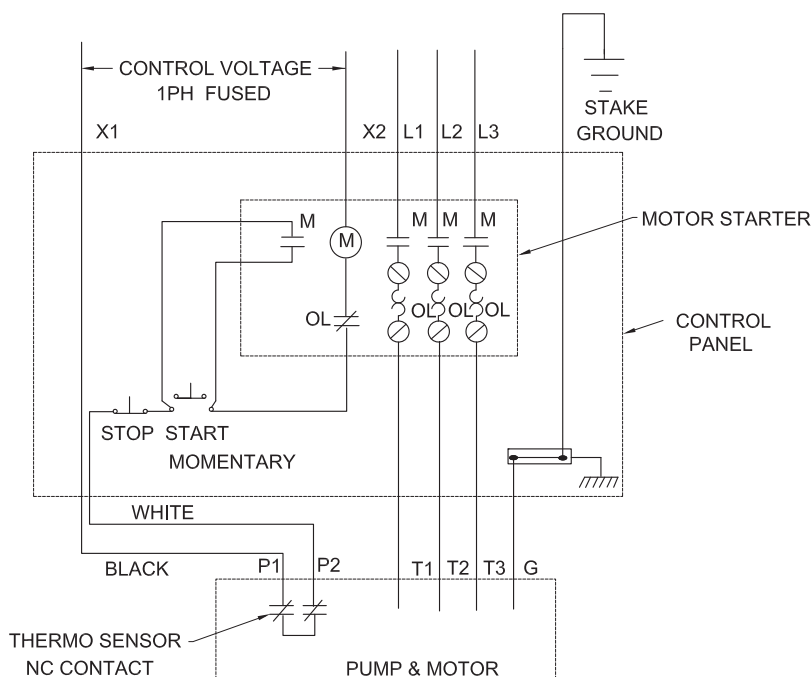 CONTROL VOLTAGE
1PH FUSED
STAKE
GROUND
X1
X2 L1 L2 L3
M
M
M M M
MOTOR STARTER
OL
OL OL OL
CONTROL
PANEL
STOP START
MOMENTARY
WHITE
BLACK
P1 P2
T1 T2 T3 G
THERMO SENSOR
NC CONTACT
PUMP & MOTOR